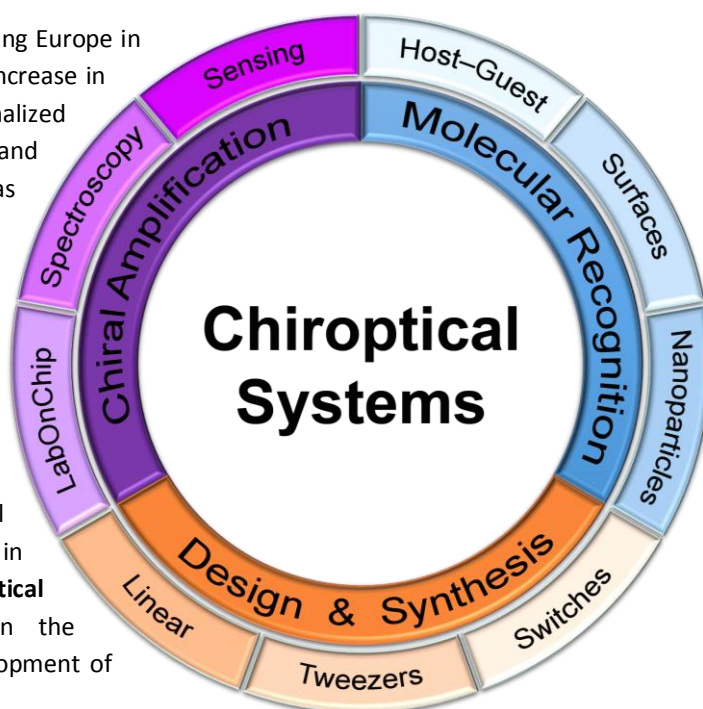 ng Europe in
ncrease in
nalized
and
as
l
in
tical
n the
opment of
Chiroptical
Systems
Chiral Amplification
Molecular Recognition
Design & Synthesis
Sensing
Host–Guest
Surfaces
Nanoparticles
Switches
Tweezers
Linear
LabOnChip
Spectroscopy